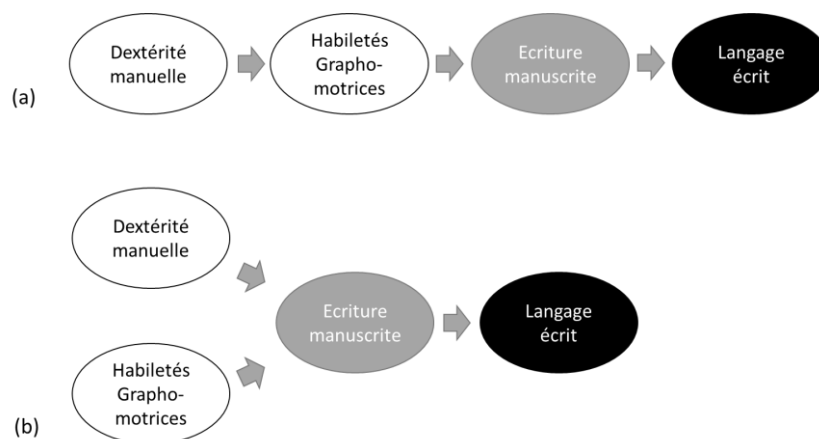 Dextérité
manuelle
Habiletés
Grapho-
motrices
Ecriture
manuscrite
Langage
écrit
(a)
Dextérité
manuelle
Ecriture
manuscrite
Langage
écrit
Habiletés
Grapho-
motrices
(b)